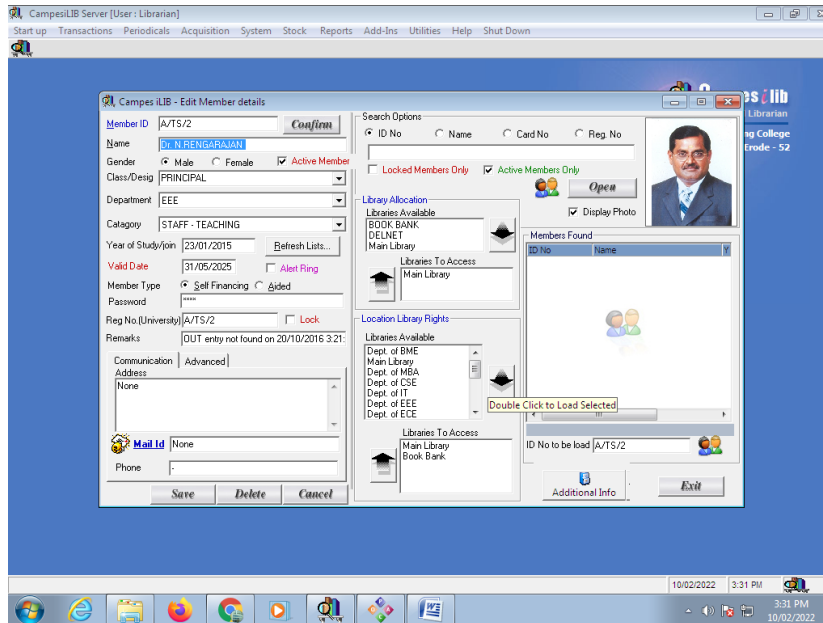 CampesiLIB Server [User : Librarian]
Start up Transactions Periodicals Acquisition System Stock Reports Add-Ins Utilities Help Shut Down
es ilib
Librarian
ng College
Erode - 52
Campes iLIB - Edit Member details
Member ID A/TS/2 Confirm
Name Dr. N.RENGARAJAN
Gender Male Female Active Member
Class/Desig PRINCIPAL
Department EEE
Catagory STAFF - TEACHING
Year of Study/join 23/01/2015 Refresh Lists...
Valid Date 31/05/2025 Alert Ring
Member Type Self Financing Aided
Password ****
Reg No.(University) A/TS/2 Lock
Remarks OUT entry not found on 20/10/2016 3:21:
Communication Advanced
Address
None
Mail Id None
Phone -
Save Delete Cancel
Search Options
ID No Name Card No Reg. No
Locked Members Only Active Members Only
Open
Display Photo
Library Allocation
Libraries Available
BOOK BANK
DELNET
Main Library
Libraries To Access
Main Library
Location Library Rights
Libraries Available
Dept. of BME
Main Library
Dept. of MBA
Dept. of CSE
Dept. of IT
Dept. of EEE
Dept. of ECE
Double Click to Load Selected
Libraries To Access
Main Library
Book Bank
Members Found
ID No Name Y
ID No to be load A/TS/2
Additional Info
Exit
10/02/2022 3:31 PM
3:31 PM
10/02/2022